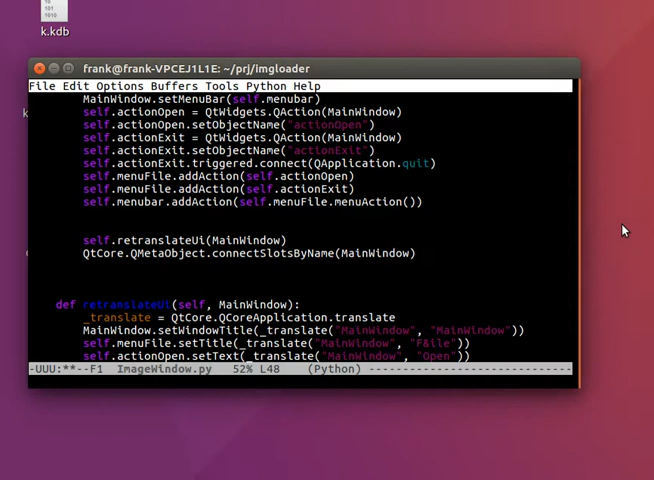 10
101
1010
k.kdb
frank@frank-VPCEJ1L1E: ~/prj/imgloader
File Edit Options Buffers Tools Python Help
MainWindow.setMenuBar(self.menubar)
self.actionOpen = QtWidgets.QAction(MainWindow)
self.actionOpen.setObjectName("actionOpen")
self.actionExit = QtWidgets.QAction(MainWindow)
self.actionExit.setObjectName("actionExit")
self.actionExit.triggered.connect(QApplication.quit)
self.menuFile.addAction(self.actionOpen)
self.menuFile.addAction(self.actionExit)
self.menubar.addAction(self.menuFile.menuAction())
self.retranslateUi(MainWindow)
QtCore.QMetaObject.connectSlotsByName(MainWindow)
def retranslateUi(self, MainWindow):
_translate = QtCore.QCoreApplication.translate
MainWindow.setWindowTitle(_translate("MainWindow", "MainWindow"))
self.menuFile.setTitle(_translate("MainWindow", "F&ile"))
self.actionOpen.setText(_translate("MainWindow", "Open"))
-UUU:**--F1  ImageWindow.py   52% L48    (Python) ------------------------------